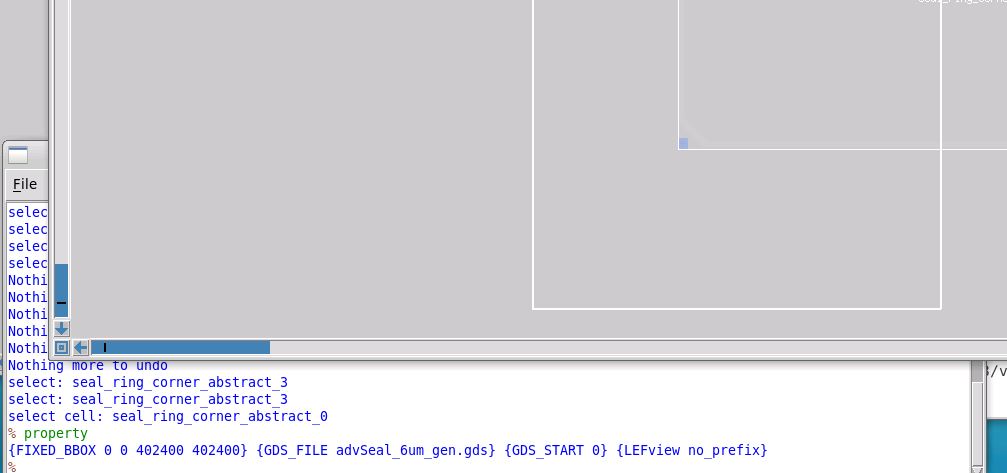 File
selec
selec
selec
selec
Nothi
Nothi
Nothi
Nothi
Nothi
Nothing more to undo
select: seal_ring_corner_abstract_3
select: seal_ring_corner_abstract_3
select cell: seal_ring_corner_abstract_0
% property
{FIXED_BBOX 0 0 402400 402400} {GDS_FILE advSeal_6um_gen.gds} {GDS_START 0} {LEFview no_prefix}
%